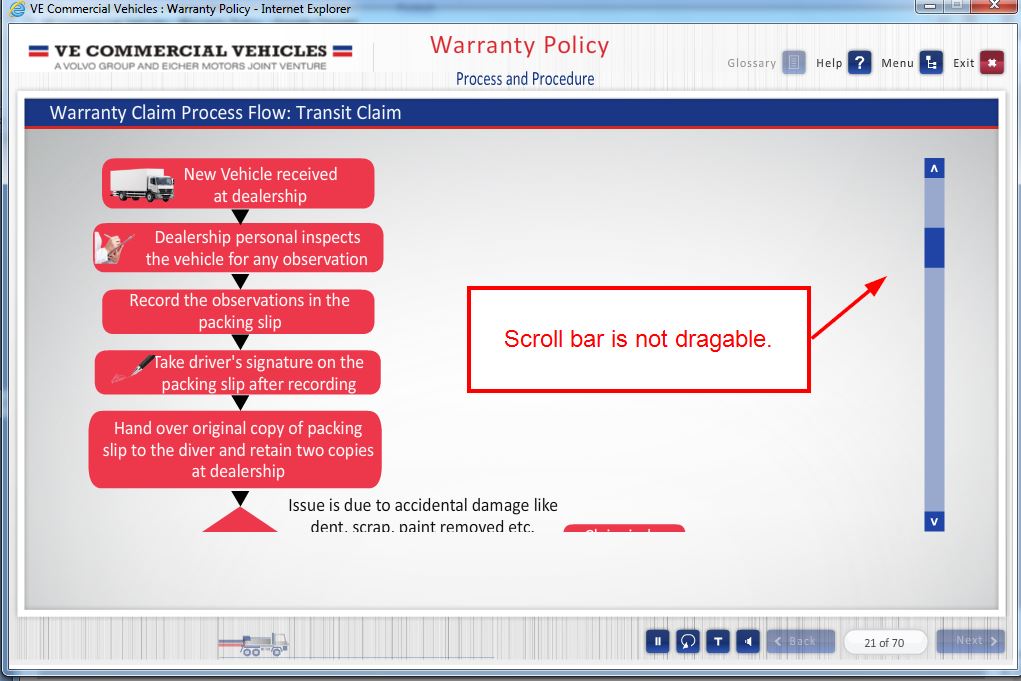 VE Commercial Vehicles : Warranty Policy - Internet Explorer
VE COMMERCIAL VEHICLES
A VOLVO GROUP AND EICHER MOTORS JOINT VENTURE
Warranty Policy
Process and Procedure
Glossary Help ? Menu Exit
Warranty Claim Process Flow: Transit Claim
New Vehicle received
at dealership
Dealership personal inspects
the vehicle for any observation
Record the observations in the
packing slip
Take driver's signature on the
packing slip after recording
Hand over original copy of packing
slip to the diver and retain two copies
at dealership
Issue is due to accidental damage like
dent, scrap, paint removed etc.
Scroll bar is not dragable.
T
< Back
21 of 70
Next >